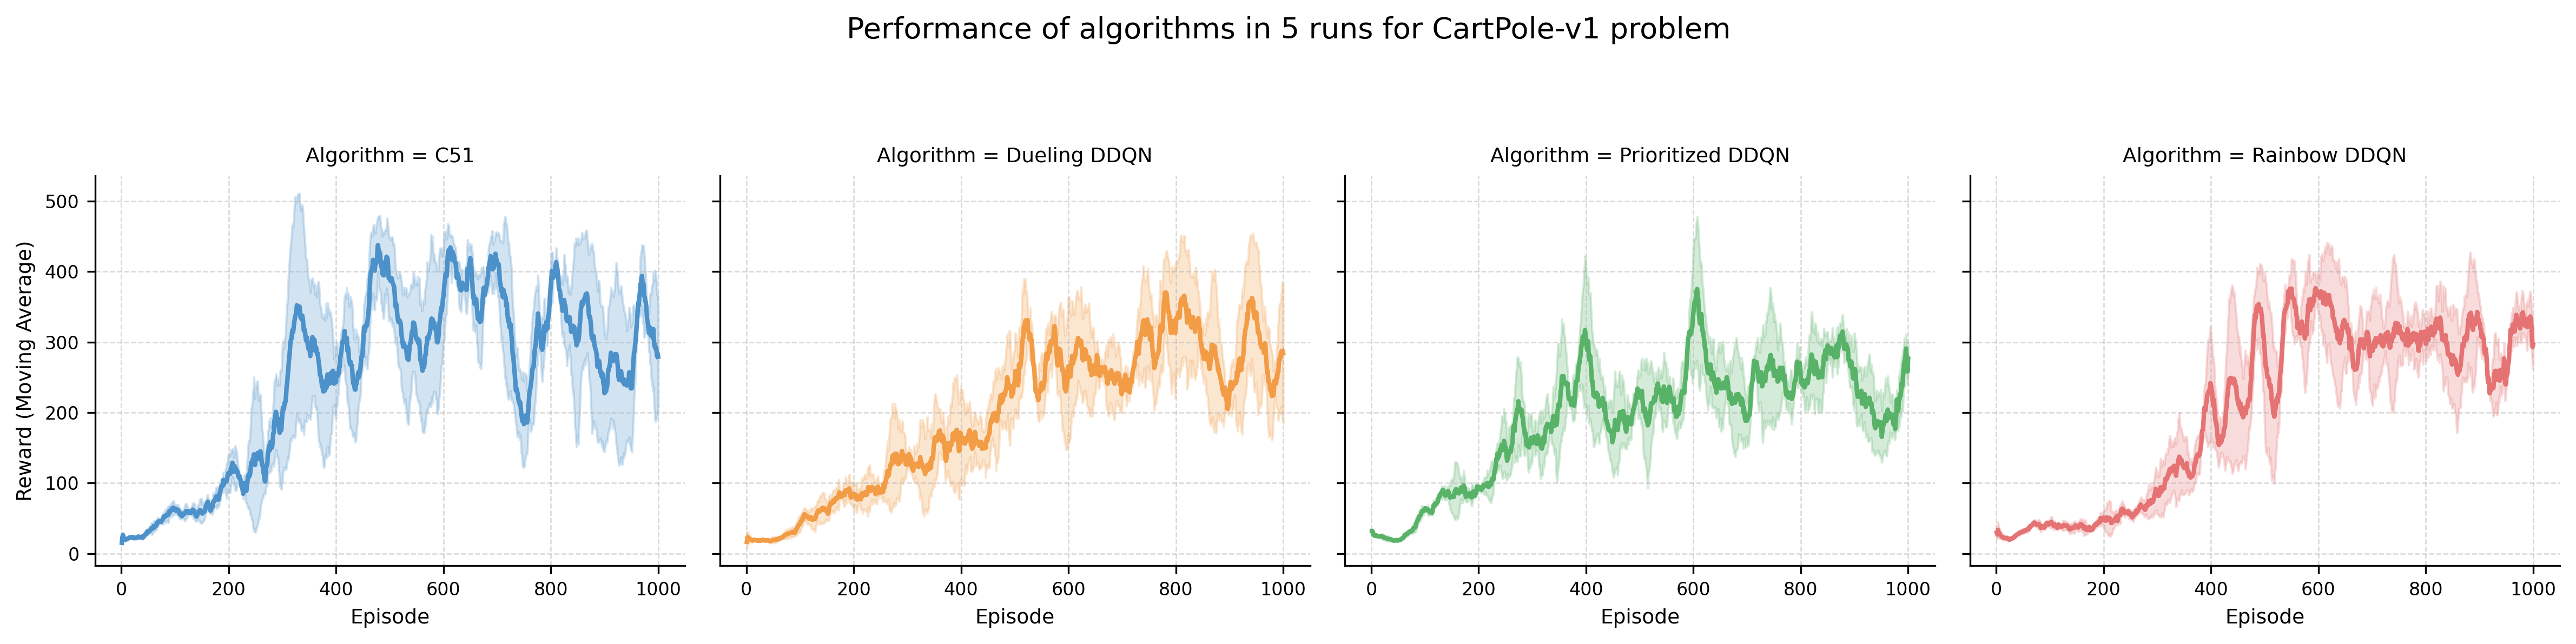 Performance of algorithms in 5 runs for CartPole-v1 problem
Algorithm = C51
Algorithm = Dueling DDQN
Algorithm = Prioritized DDQN
Algorithm = Rainbow DDQN
Reward (Moving Average)
500
400
300
200
100
0
0 200 400 600 800 1000
0 200 400 600 800 1000
0 200 400 600 800 1000
0 200 400 600 800 1000
Episode
Episode
Episode
Episode